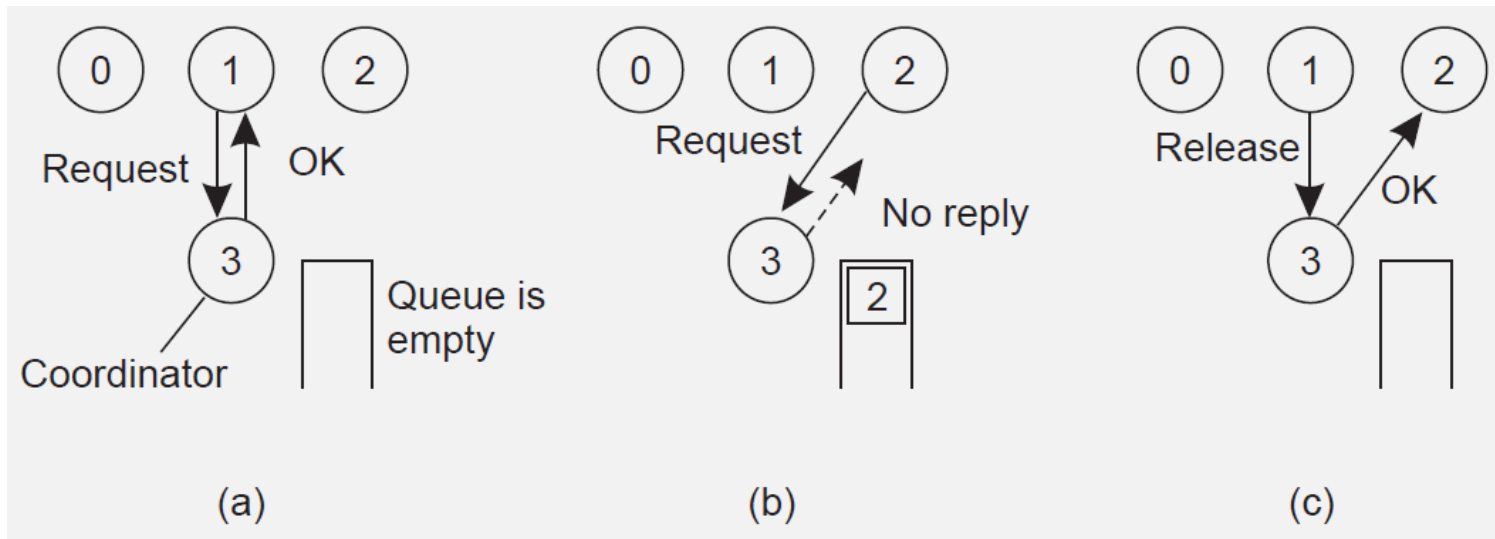 0 1 2
Request OK
3
Queue is
empty
Coordinator
(a)
0 1 2
Request
No reply
3
2
(b)
0 1 2
Release
OK
3
(c)